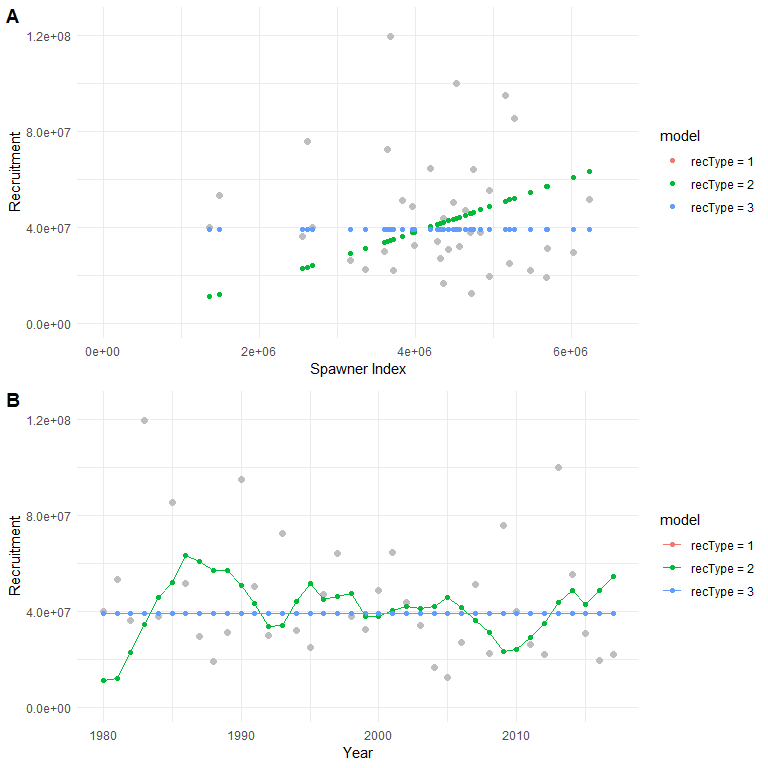 A
Recruitment
1.2e+08
8.0e+07
4.0e+07
0.0e+00
0e+00 2e+06 4e+06 6e+06
Spawner Index
model
recType = 1
recType = 2
recType = 3
B
Recruitment
1.2e+08
8.0e+07
4.0e+07
0.0e+00
1980 1990 2000 2010
Year
model
recType = 1
recType = 2
recType = 3